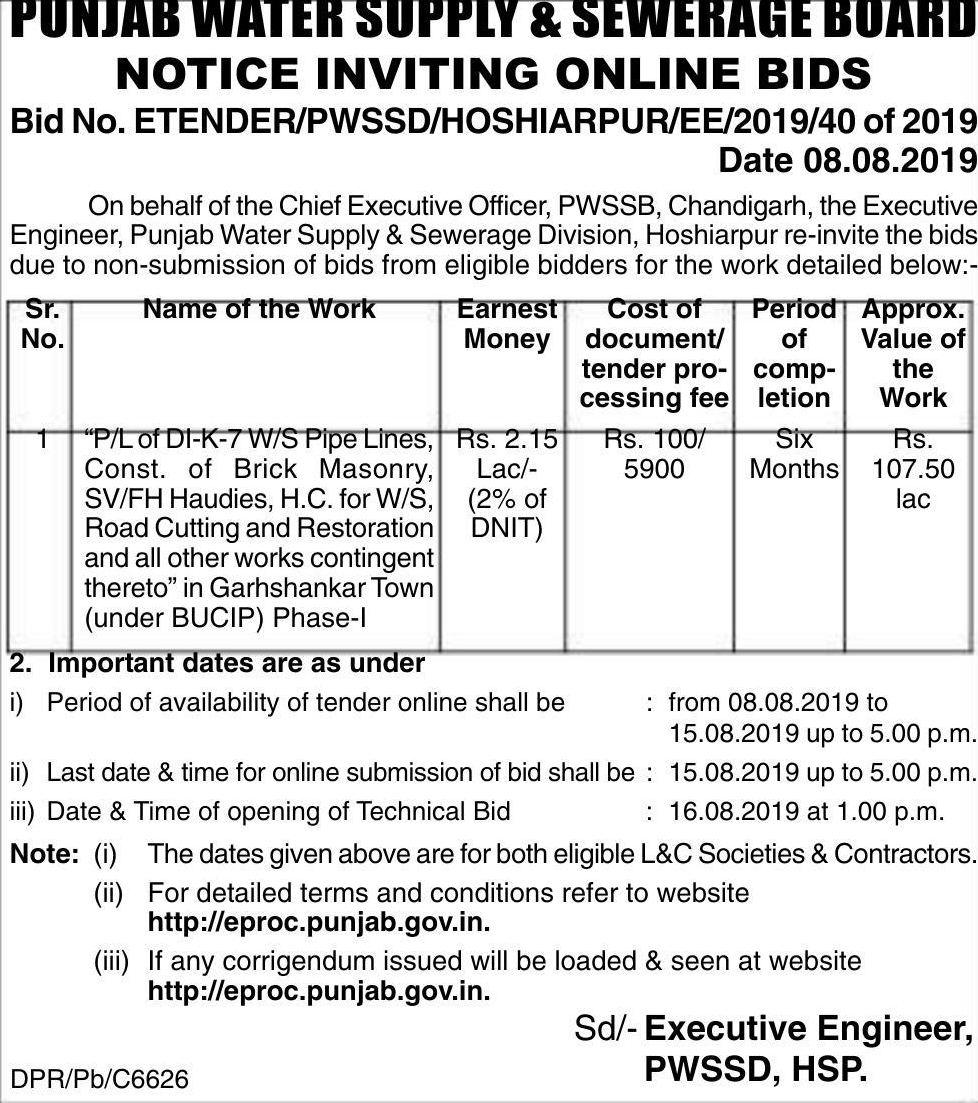 PUNJAB WATER SUPPLY & SEWERAGE BOARD
NOTICE INVITING ONLINE BIDS
Bid No. ETENDER/PWSSD/HOSHIARPUR/EE/2019/40 of 2019
Date 08.08.2019
On behalf of the Chief Executive Officer, PWSSB, Chandigarh, the Executive
Engineer, Punjab Water Supply & Sewerage Division, Hoshiarpur re-invite the bids
due to non-submission of bids from eligible bidders for the work detailed below:-
Sr. Name of the Work Earnest Cost of Period Approx.
No. Money document/ of Value of
tender pro- comp- the
cessing fee letion Work
1 “P/L of DI-K-7 W/S Pipe Lines, Rs. 2.15 Rs. 100/ Six Rs.
Const. of Brick Masonry, Lac/- 5900 Months 107.50
SV/FH Haudies, H.C. for W/S, (2% of lac
Road Cutting and Restoration DNIT)
and all other works contingent
thereto” in Garhshankar Town
(under BUCIP) Phase-I
2. Important dates are as under
i) Period of availability of tender online shall be : from 08.08.2019 to
15.08.2019 up to 5.00 p.m.
ii) Last date & time for online submission of bid shall be : 15.08.2019 up to 5.00 p.m.
iii) Date & Time of opening of Technical Bid : 16.08.2019 at 1.00 p.m.
Note: (i) The dates given above are for both eligible L&C Societies & Contractors.
(ii) For detailed terms and conditions refer to website
http://eproc.punjab.gov.in.
(iii) If any corrigendum issued will be loaded & seen at website
http://eproc.punjab.gov.in.
Sd/- Executive Engineer,
PWSSD, HSP.
DPR/Pb/C6626